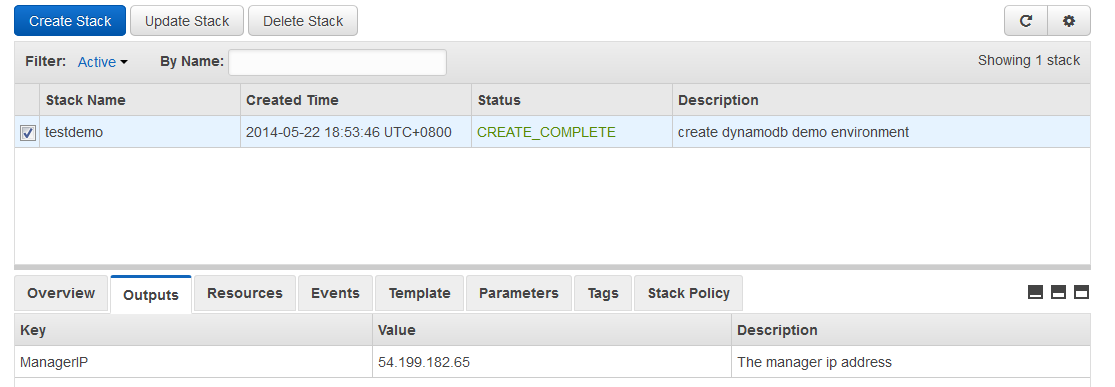 Create Stack Update Stack Delete Stack
Filter: Active By Name: Showing 1 stack
Stack Name Created Time Status Description
testdemo 2014-05-22 18:53:46 UTC+0800 CREATE_COMPLETE create dynamodb demo environment
Overview Outputs Resources Events Template Parameters Tags Stack Policy
Key Value Description
ManagerIP 54.199.182.65 The manager ip address